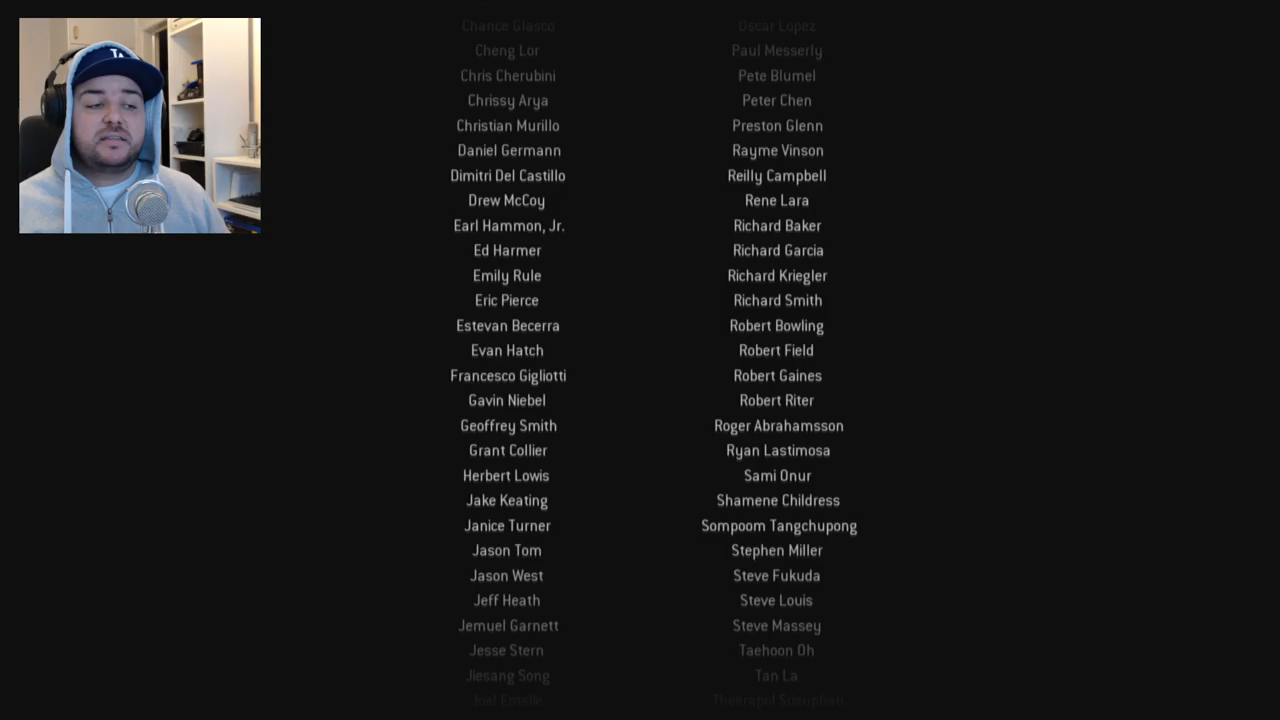 LA
Chance Glasco
Cheng Lor
Chris Cherubini
Chrissy Arya
Christian Murillo
Daniel Germann
Dimitri Del Castillo
Drew McCoy
Earl Hammon, Jr.
Ed Harmer
Emily Rule
Eric Pierce
Estevan Becerra
Evan Hatch
Francesco Gigliotti
Gavin Niebel
Geoffrey Smith
Grant Collier
Herbert Lowis
Jake Keating
Janice Turner
Jason Tom
Jason West
Jeff Heath
Jemuel Garnett
Jesse Stern
Jiesang Song
Joel Emslie
Oscar Lopez
Paul Messerly
Pete Blumel
Peter Chen
Preston Glenn
Rayme Vinson
Reilly Campbell
Rene Lara
Richard Baker
Richard Garcia
Richard Kriegler
Richard Smith
Robert Bowling
Robert Field
Robert Gaines
Robert Riter
Roger Abrahamsson
Ryan Lastimosa
Sami Onur
Shamene Childress
Sompoom Tangchupong
Stephen Miller
Steve Fukuda
Steve Louis
Steve Massey
Taehoon Oh
Tan La